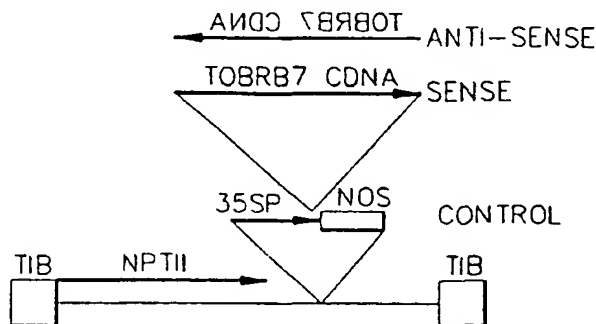 TOBRB7 CDNA ANTI-SENSE
TOBRB7 CDNA SENSE
35SP NOS CONTROL
TIB NPTII TIB